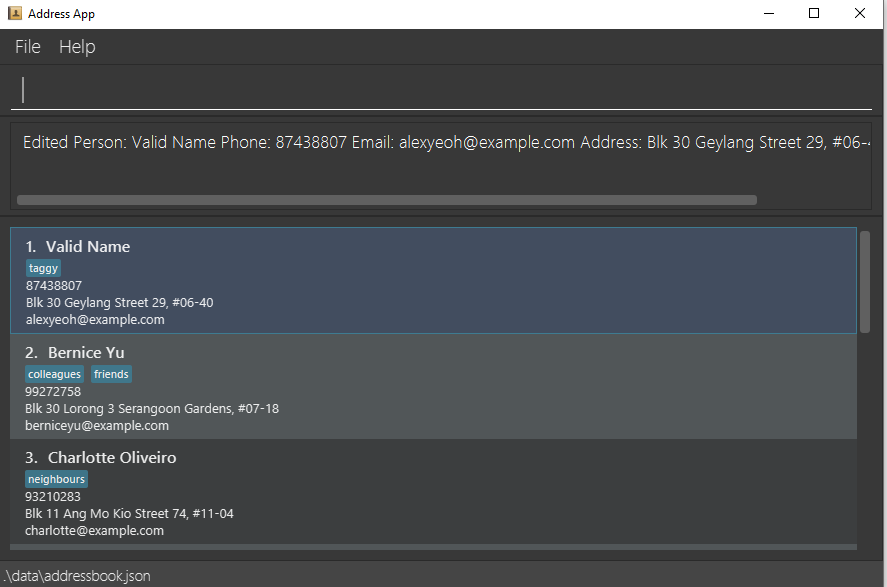 Address App
File Help
Edited Person: Valid Name Phone: 87438807 Email: alexyeoh@example.com Address: Blk 30 Geylang Street 29, #06-
1. Valid Name
taggy
87438807
Blk 30 Geylang Street 29, #06-40
alexyeoh@example.com
2. Bernice Yu
colleagues friends
99272758
Blk 30 Lorong 3 Serangoon Gardens, #07-18
berniceyu@example.com
3. Charlotte Oliveiro
neighbours
93210283
Blk 11 Ang Mo Kio Street 74, #11-04
charlotte@example.com
.\data\addressbook.json